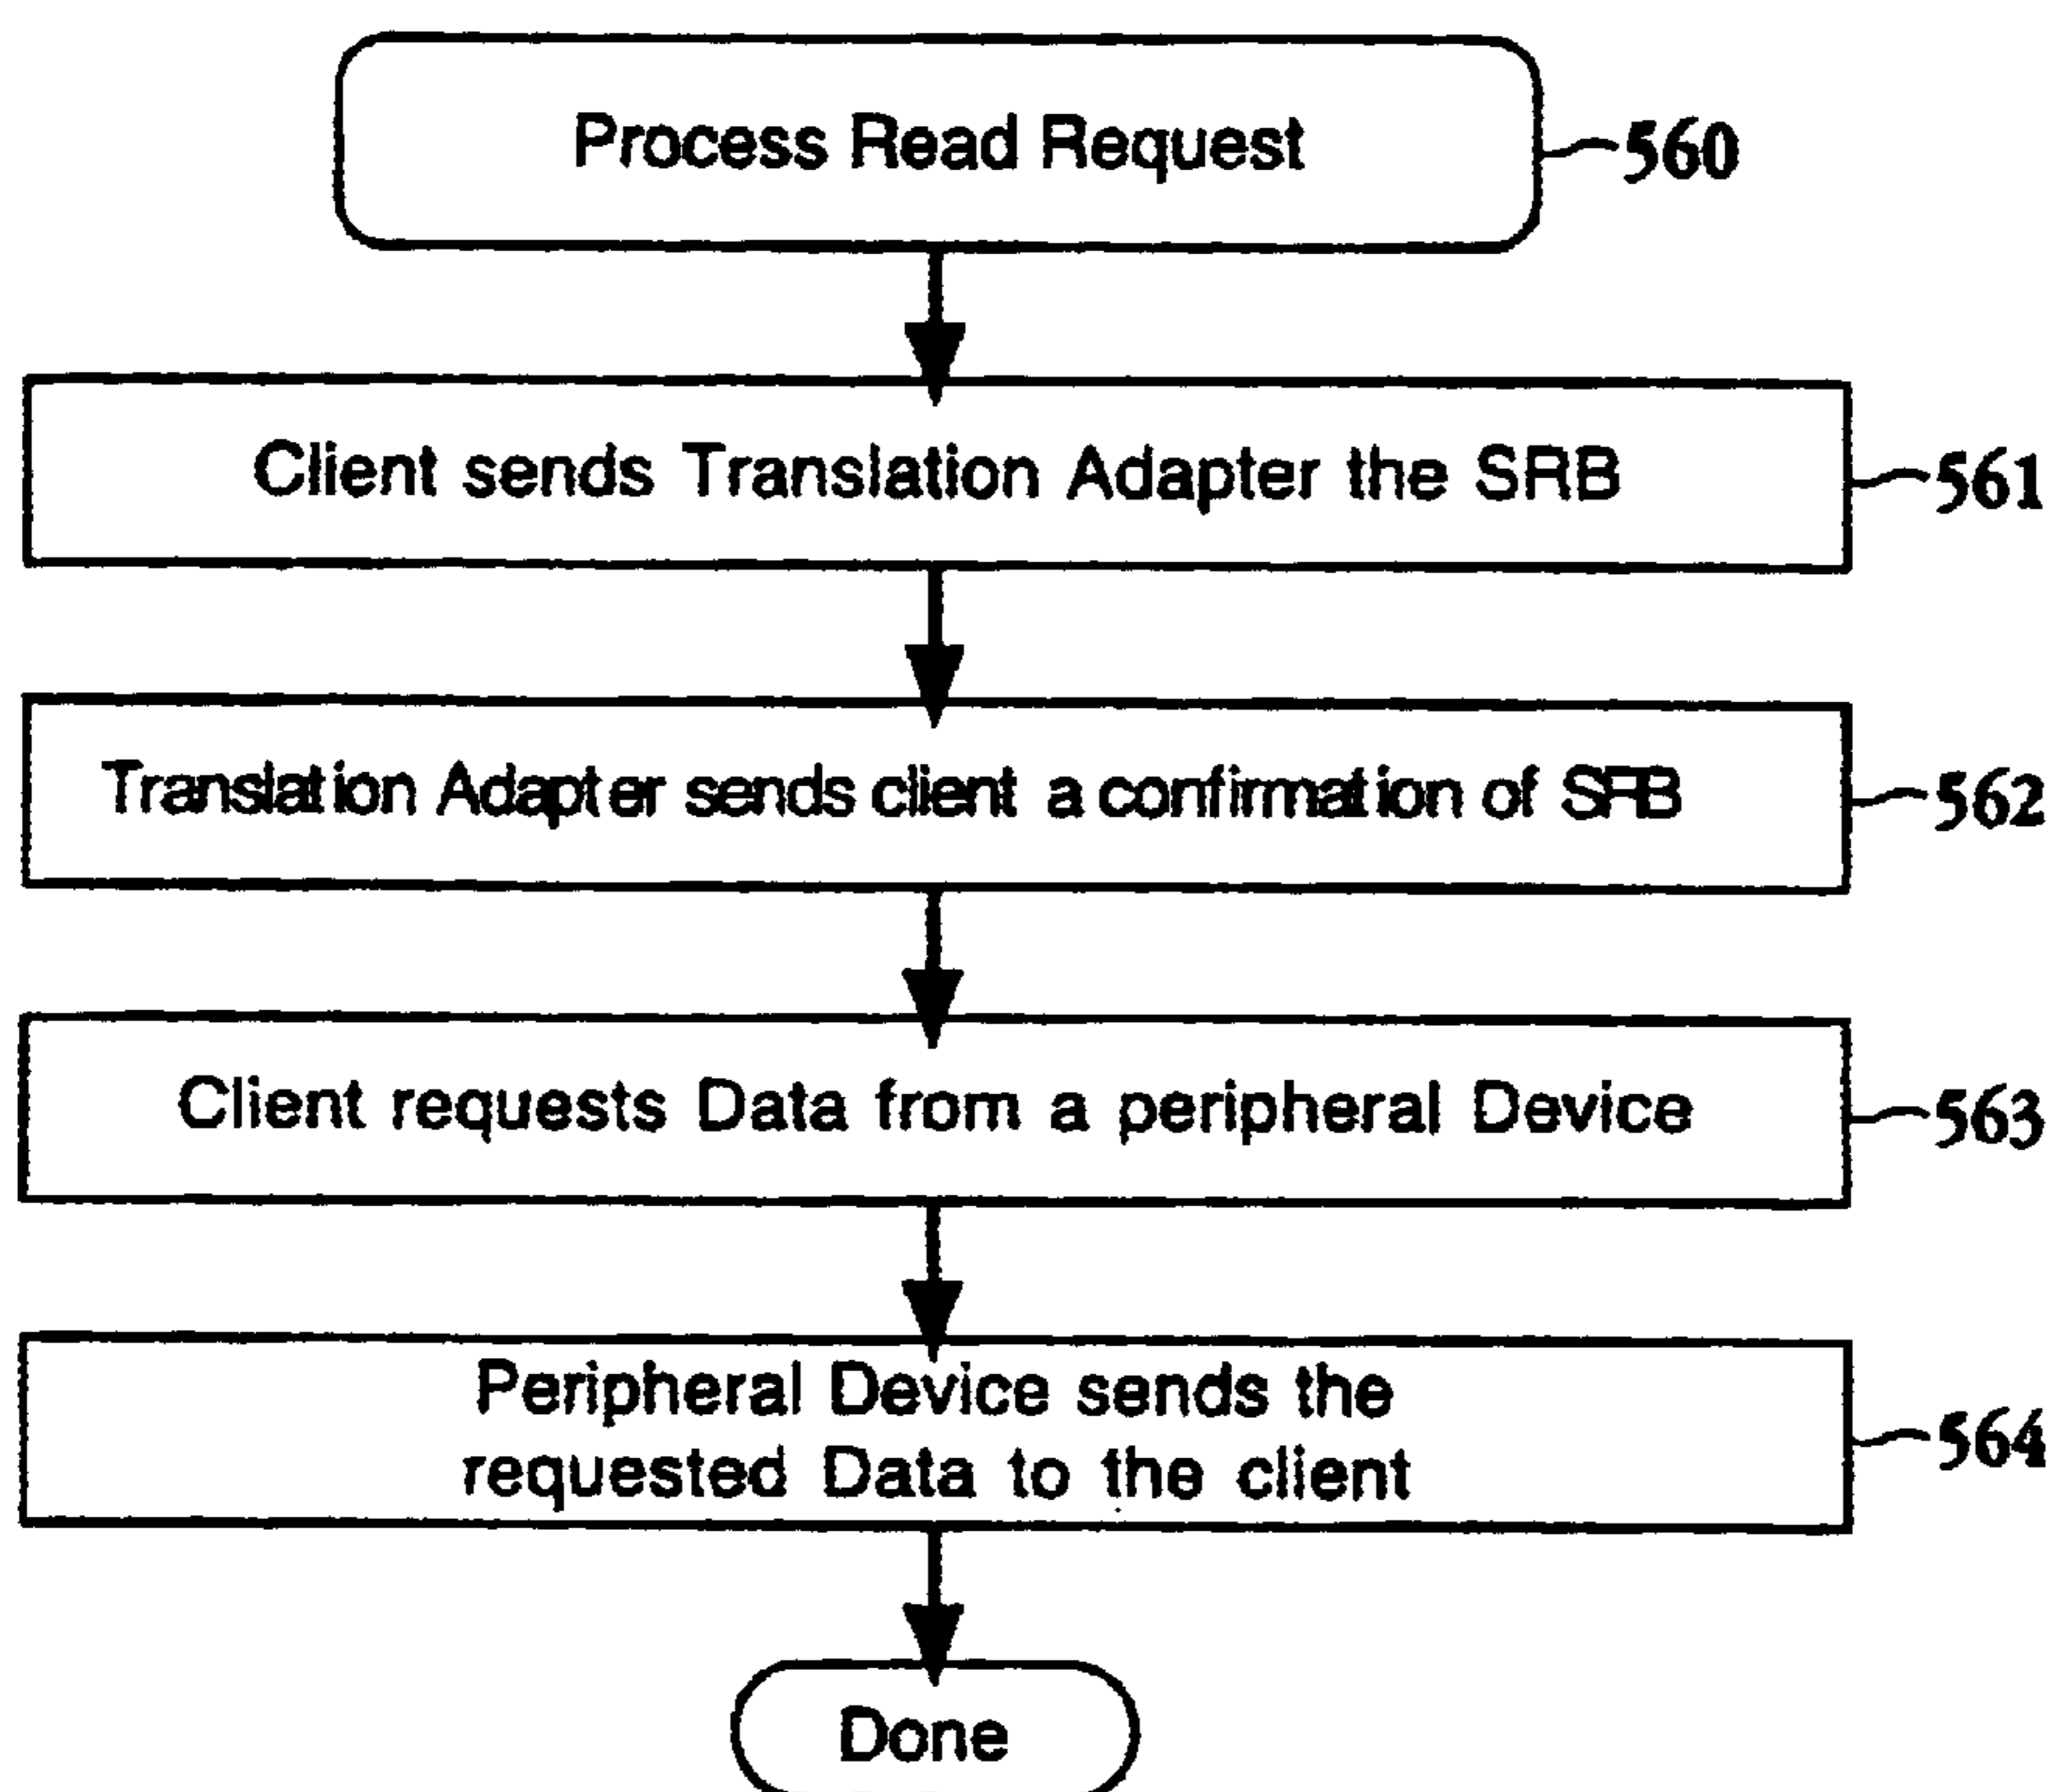 Process Read Request
560
Client sends Translation Adapter the SRB
561
Translation Adapter sends client a confirmation of SRB
562
Client requests Data from a peripheral Device
563
Peripheral Device sends the
requested Data to the client
564
Done